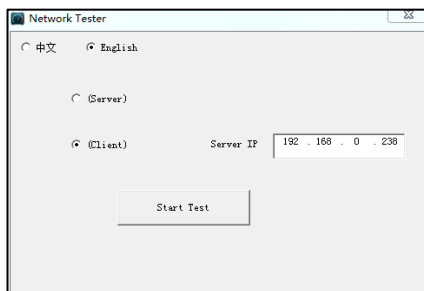 Network Tester
中文 English
(Server)
(Client) Server IP 192 . 168 . 0 . 238
Start Test